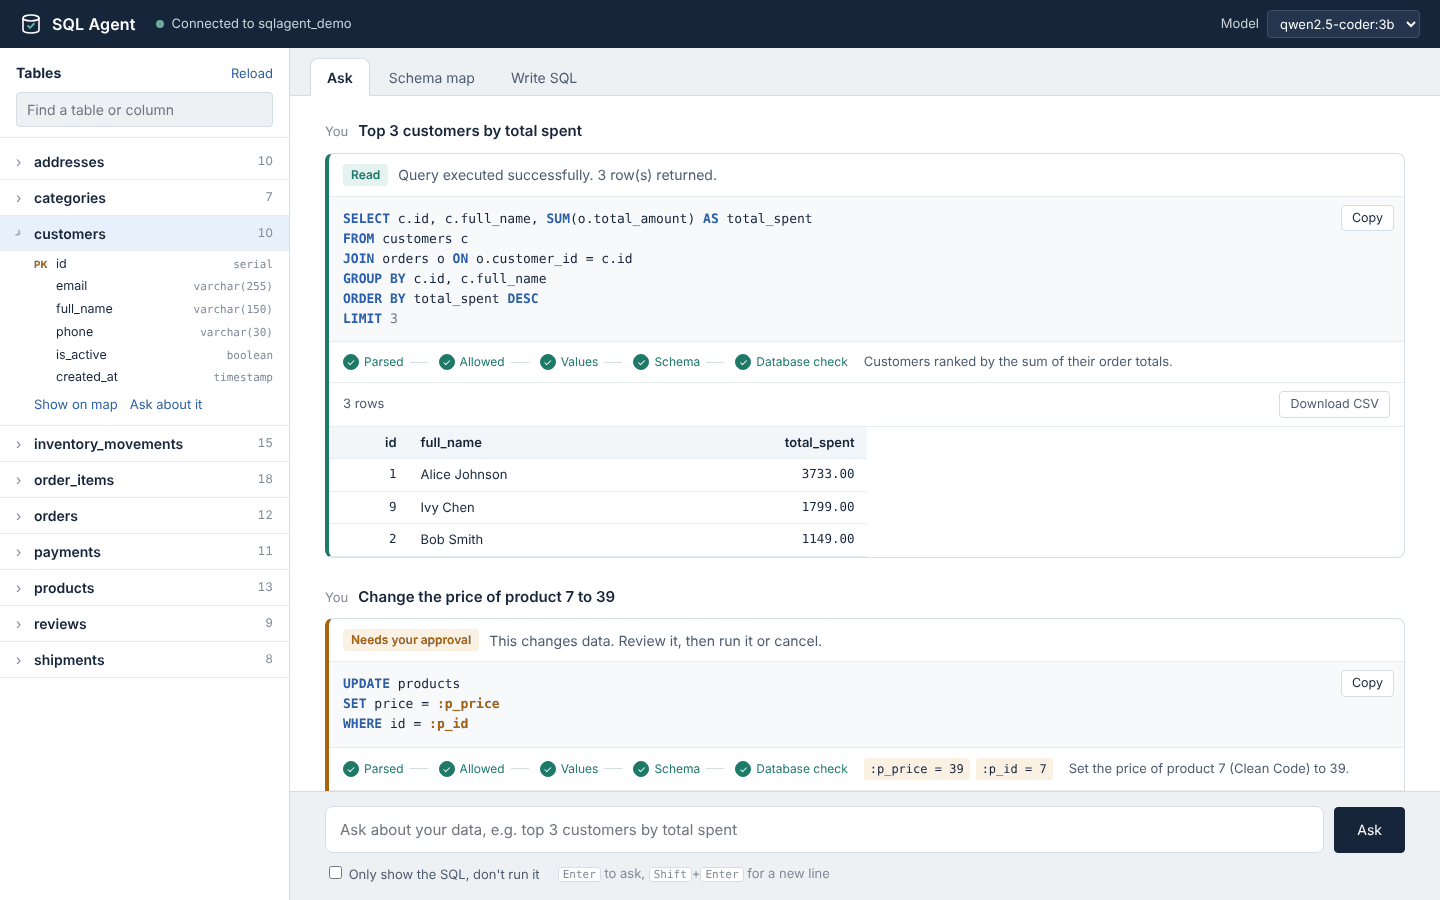 SQL Agent
Connected to sqlagent_demo
Model
qwen2.5-coder:3b
Tables
Reload
Find a table or column
addresses 10
categories 7
customers 10
PK id serial
email varchar(255)
full_name varchar(150)
phone varchar(30)
is_active boolean
created_at timestamp
Show on map Ask about it
inventory_movements 15
order_items 18
orders 12
payments 11
products 13
reviews 9
shipments 8
Ask Schema map Write SQL
You Top 3 customers by total spent
Read Query executed successfully. 3 row(s) returned.
SELECT c.id, c.full_name, SUM(o.total_amount) AS total_spent
Copy
FROM customers c
JOIN orders o ON o.customer_id = c.id
GROUP BY c.id, c.full_name
ORDER BY total_spent DESC
LIMIT 3
Parsed Allowed Values Schema Database check Customers ranked by the sum of their order totals.
3 rows Download CSV
id full_name total_spent
1 Alice Johnson 3733.00
9 Ivy Chen 1799.00
2 Bob Smith 1149.00
You Change the price of product 7 to 39
Needs your approval This changes data. Review it, then run it or cancel.
UPDATE products
Copy
SET price = :p_price
WHERE id = :p_id
Parsed Allowed Values Schema Database check :p_price = 39 :p_id = 7 Set the price of product 7 (Clean Code) to 39.
Ask about your data, e.g. top 3 customers by total spent
Ask
Only show the SQL, don't run it Enter to ask, Shift+Enter for a new line